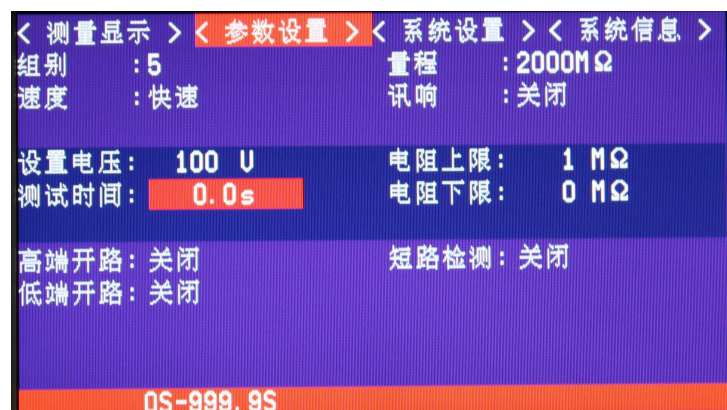 < 测量显示 > < 参数设置 > < 系统设置 > < 系统信息 >
组别 :5 量程 :2000MΩ
速度 :快速 讯响 :关闭
设置电压: 100 V 电阻上限: 1 MΩ
测试时间: 0.0s 电阻下限: 0 MΩ
高端开路:关闭 短路检测:关闭
低端开路:关闭
0S-999.9S